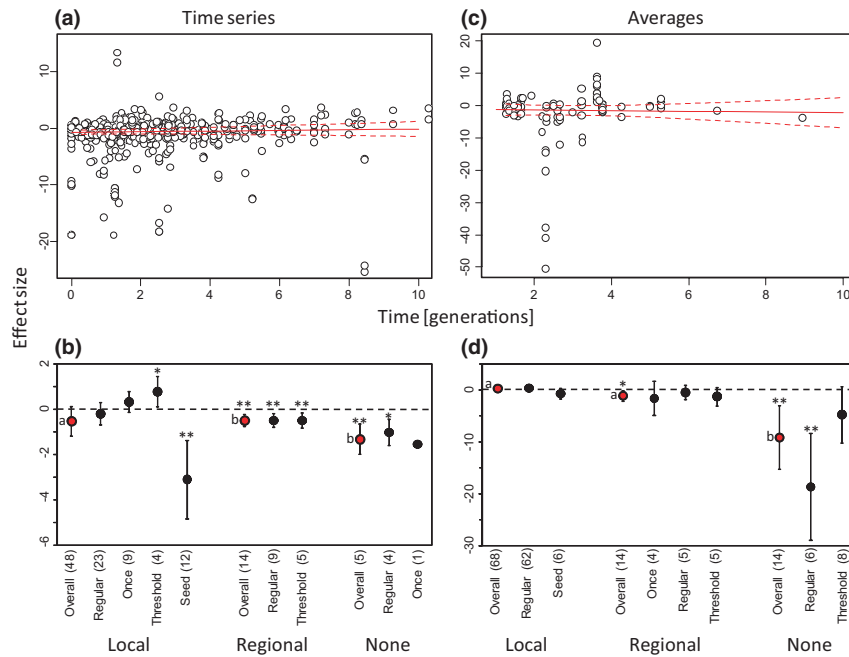 (a) Time series
10
0
-10
-20
0 2 4 6 8 10
(c) Averages
20
10
0
-10
-20
-30
-40
-50
2 4 6 8 10
Effect size
Time [generations]
(b)
2
0
-2
-4
-6
a
*
**
b
**
**
**
b
**
*
Overall (48)
Regular (23)
Once (9)
Threshold (4)
Seed (12)
Overall (14)
Regular (9)
Threshold (5)
Overall (5)
Regular (4)
Once (1)
Local Regional None
(d)
0
-10
-20
-30
a
*
a
**
b
**
Overall (68)
Regular (62)
Seed (6)
Overall (14)
Once (4)
Regular (5)
Threshold (5)
Overall (14)
Regular (6)
Threshold (8)
Local Regional None